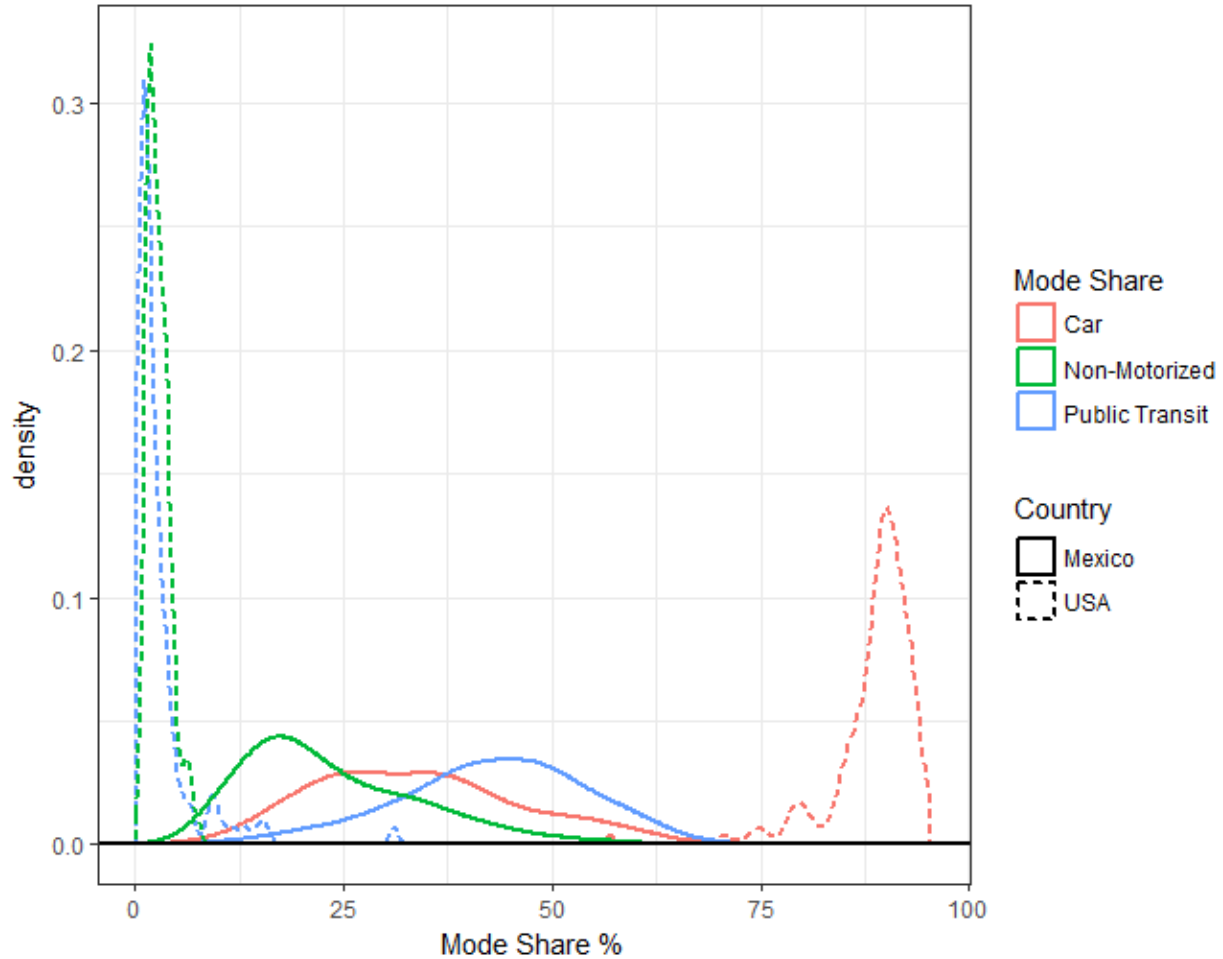 0.3
0.2
0.1
0.0
density
0
25
50
75
100
Mode Share %
Mode Share
Car
Non-Motorized
Public Transit
Country
Mexico
USA